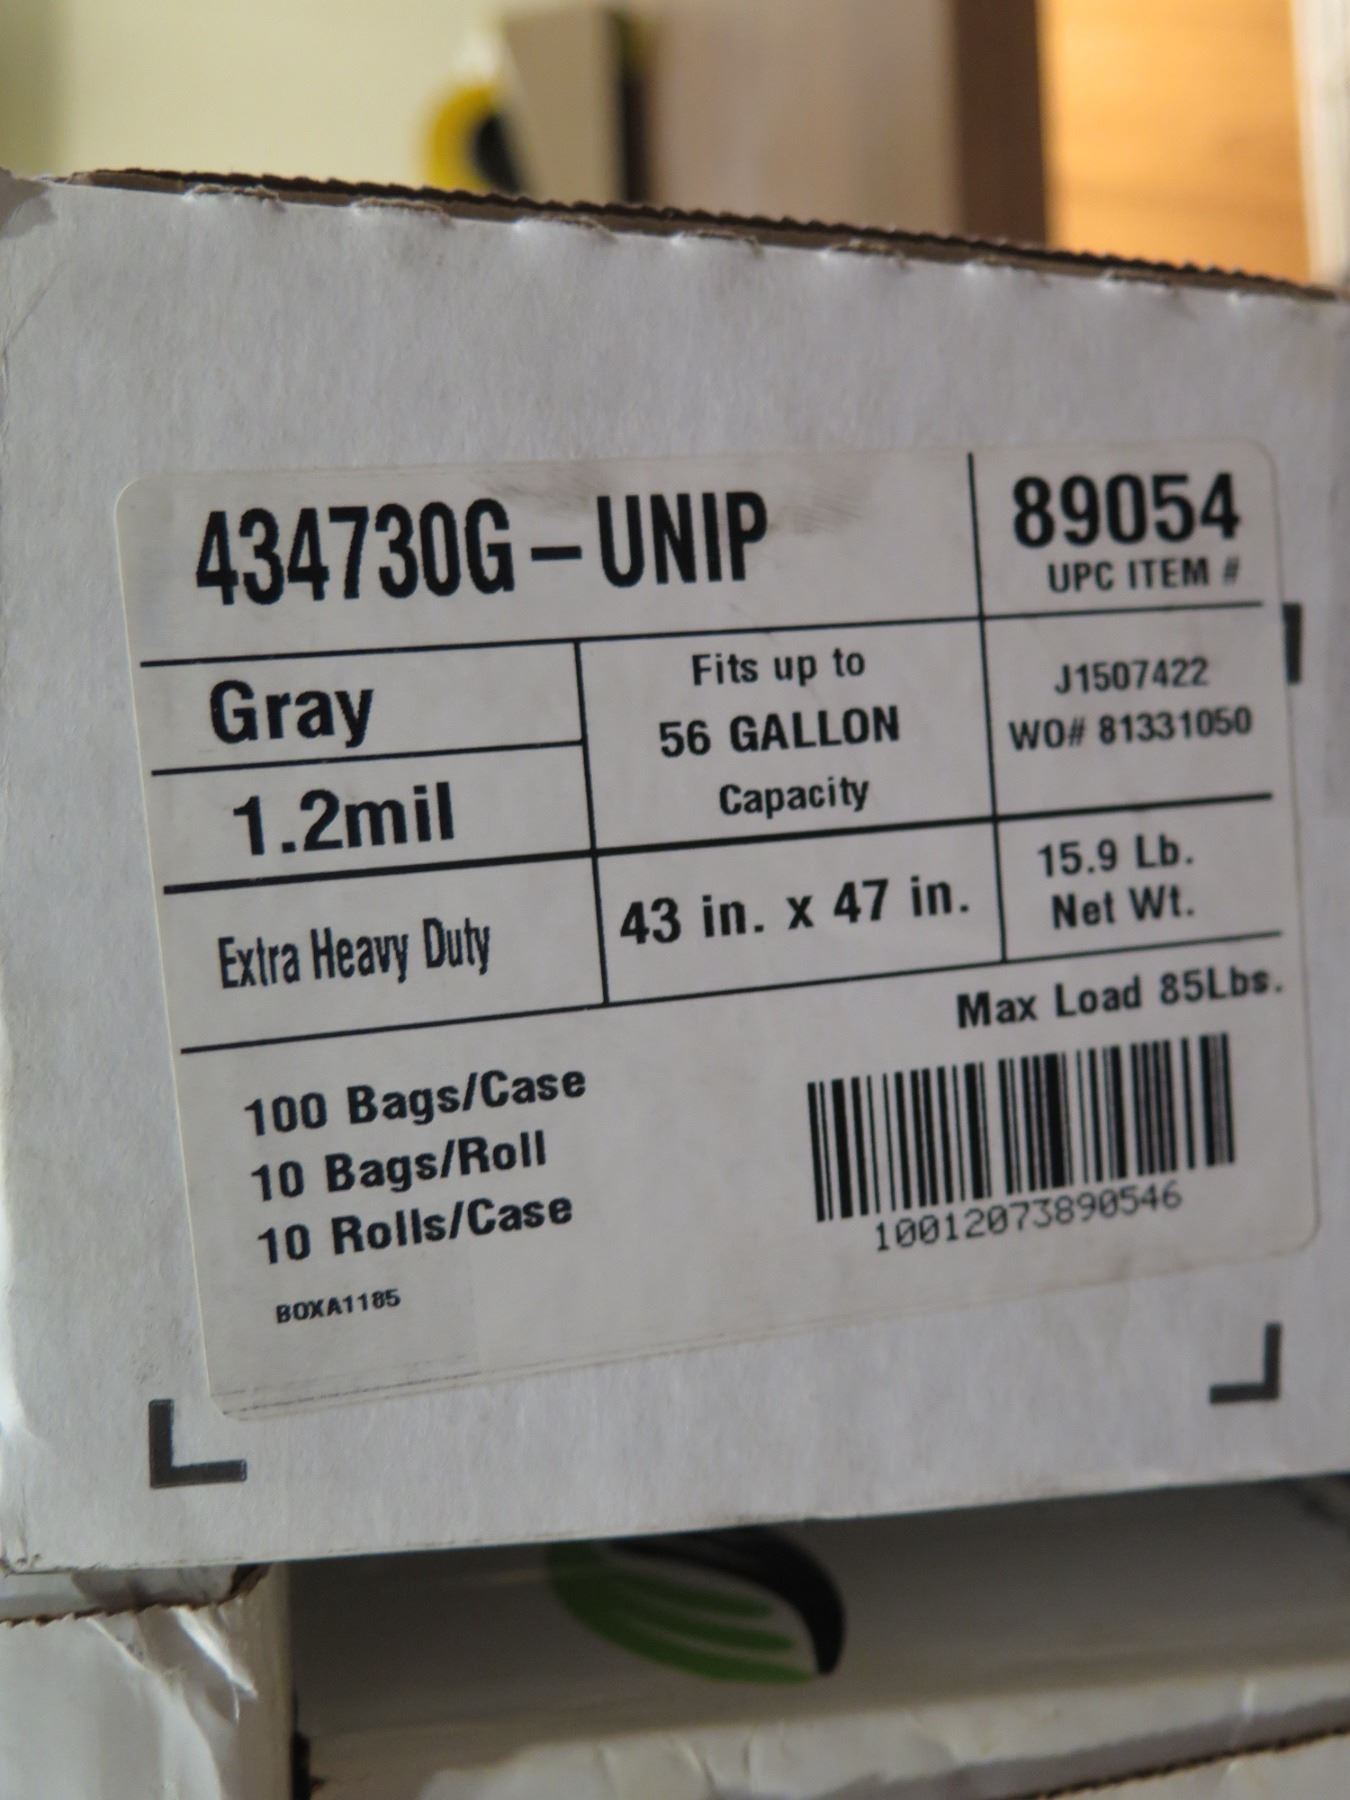 434730G-UNIP
89054
UPC ITEM #
Gray
1.2mil
Extra Heavy Duty
Fits up to
56 GALLON
Capacity
43 in. x 47 in.
J1507422
WO# 81331050
15.9 Lb.
Net Wt.
Max Load 85Lbs.
100 Bags/Case
10 Bags/Roll
10 Rolls/Case
BOXA1185
10012073890546